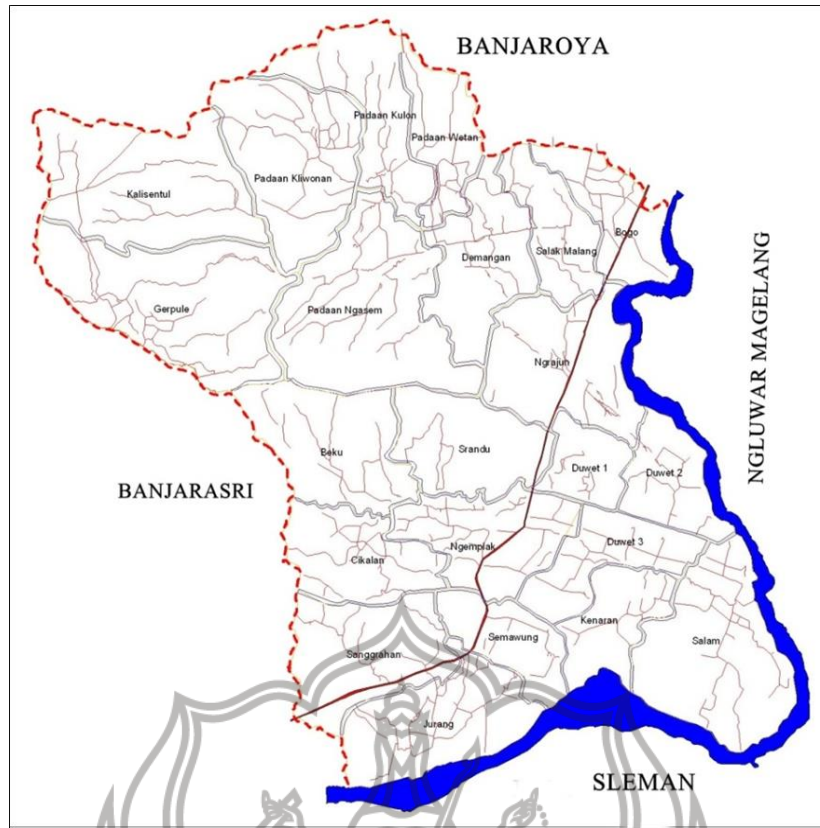 BANJAROYA
Padaan Kulon
Padaan Wetan
Padaan Kliwonan
Kalisentul
Bogo
Salak Malang
Demangan
Gerpule
Padaan Ngasem
NGLUWAR MAGELANG
Ngrajun
Beku
Srandu
Duwet 1
Duwet 2
BANJARASRI
Duwet 3
Ngemplak
Cikalan
Kenaran
Semawung
Salam
Sanggrahan
Jurang
SLEMAN